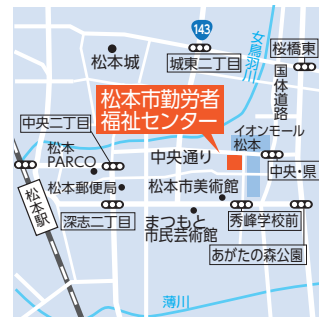 143
女鳥羽川
桜橋東
松本城
城東二丁目
国体道路
松本市勤労者
福祉センター
中央二丁目
イオンモール
松本
松本
PARCO
中央通り
中央・県
松本駅
松本郵便局
松本市美術館
深志二丁目
まつもと
市民芸術館
秀峰学校前
あがたの森公園
薄川